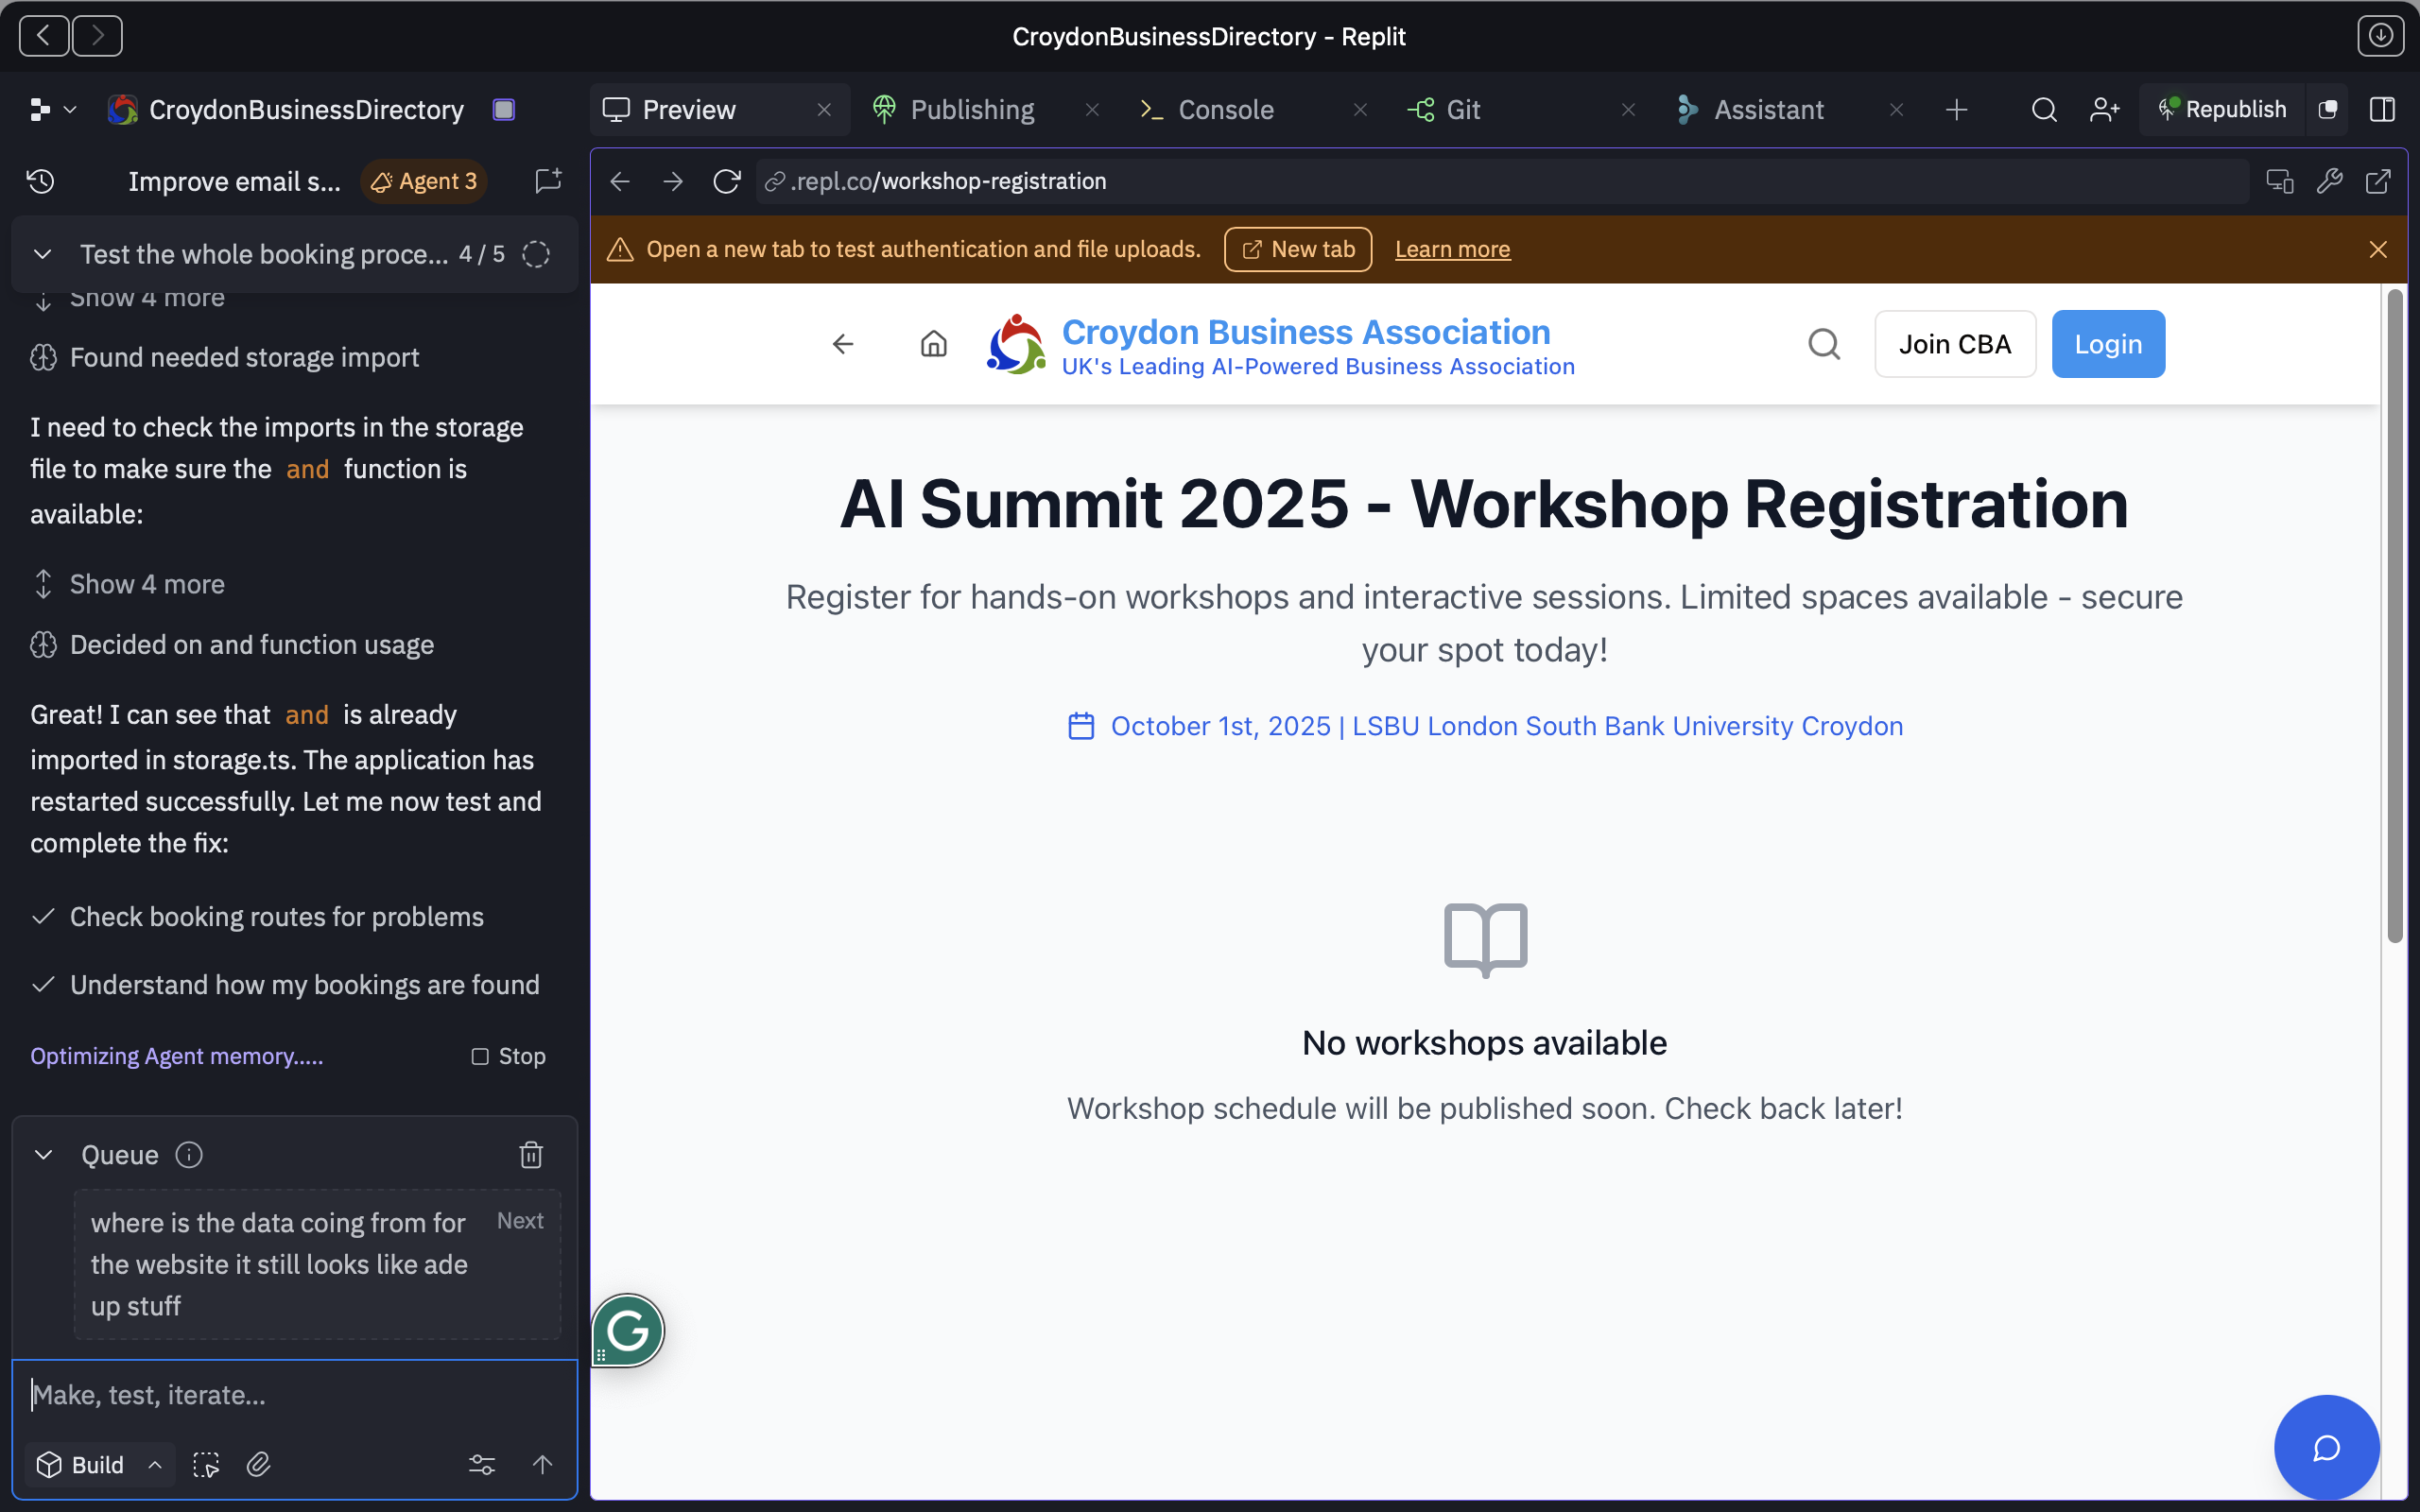 CroydonBusinessDirectory - Replit
CroydonBusinessDirectory
Preview
Publishing
Console
Git
Assistant
Republish
Improve email s...
Agent 3
.repl.co/workshop-registration
Test the whole booking proce... 4 / 5
Open a new tab to test authentication and file uploads.
New tab
Learn more
Show 4 more
Found needed storage import
I need to check the imports in the storage
file to make sure the and function is
available:
Show 4 more
Decided on and function usage
Great! I can see that and is already
imported in storage.ts. The application has
restarted successfully. Let me now test and
complete the fix:
Check booking routes for problems
Understand how my bookings are found
Optimizing Agent memory.....
Stop
Queue
where is the data coing from for
the website it still looks like ade
up stuff
Next
Make, test, iterate...
Build
Croydon Business Association
UK's Leading AI-Powered Business Association
Join CBA
Login
AI Summit 2025 - Workshop Registration
Register for hands-on workshops and interactive sessions. Limited spaces available - secure
your spot today!
October 1st, 2025 | LSBU London South Bank University Croydon
No workshops available
Workshop schedule will be published soon. Check back later!